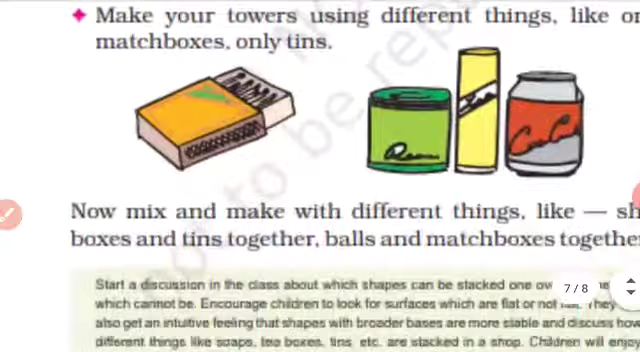 Make your towers using different things, like
matchboxes, only tins.
Now mix and make with different things, like —
boxes and tins together, balls and matchboxes
Start a discussion in the class about which shapes can be stacked one
7 / 8
which cannot be. Encourage children to look for surfaces which are flat or not
also get an intuitive feeling that shapes with broader bases are more stable and discuss
different things like soaps, tea boxes, tins etc. are stacked in a shop. Children will enjoy